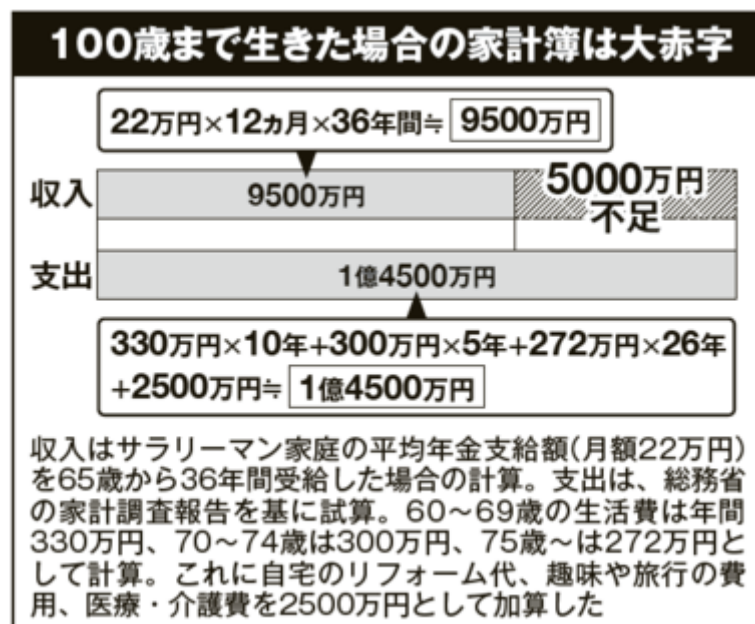 100歳まで生きた場合の家計簿は大赤字
22万円×12ヵ月×36年間≒ 9500万円
収入
9500万円
5000万円
不足
支出
1億4500万円
330万円×10年+300万円×5年+272万円×26年
+2500万円≒ 1億4500万円
収入はサラリーマン家庭の平均年金支給額(月額22万円)
を65歳から36年間受給した場合の計算。支出は、総務省
の家計調査報告を基に試算。60～69歳の生活費は年間
330万円、70～74歳は300万円、75歳～は272万円と
して計算。これに自宅のリフォーム代、趣味や旅行の費
用、医療・介護費を2500万円として加算した